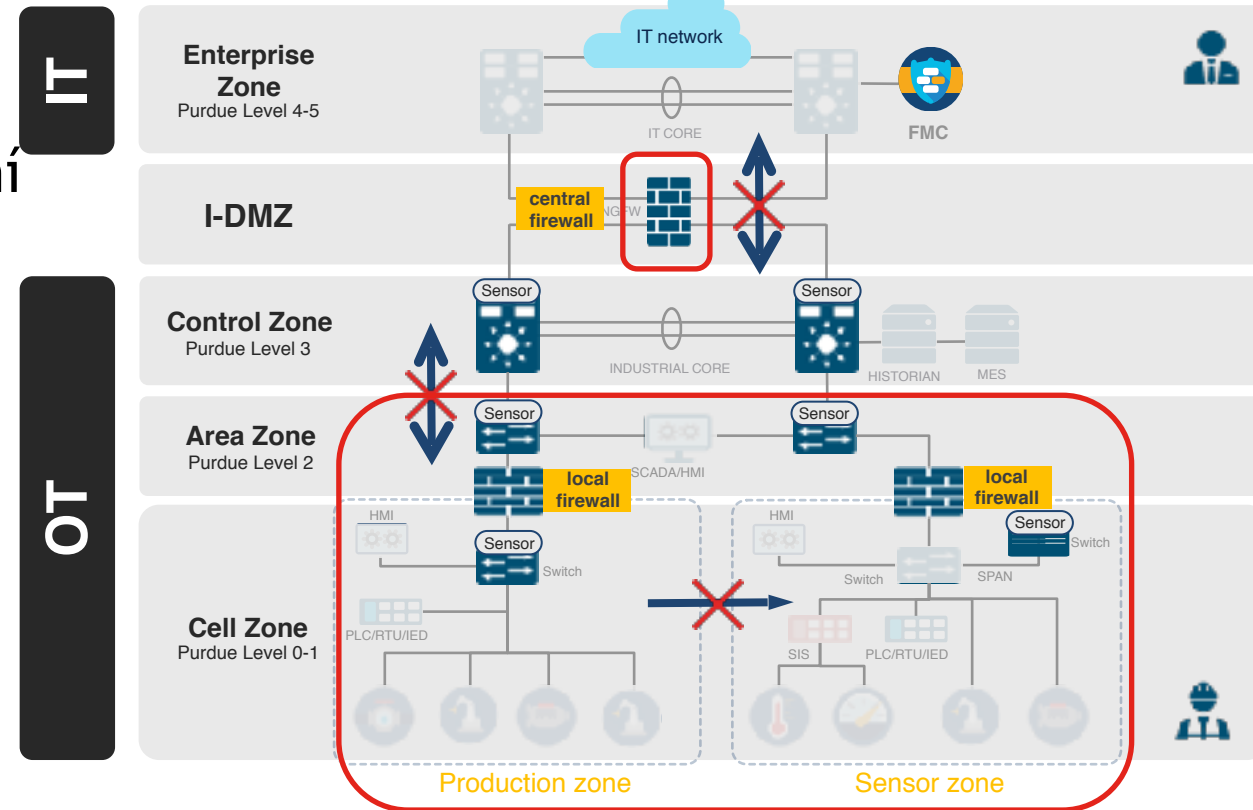 IT
ní
Enterprise
Zone
Purdue Level 4-5
IT network
IT CORE
FMC
I-DMZ
central
firewall
NGFW
OT
Control Zone
Purdue Level 3
Sensor
Sensor
INDUSTRIAL CORE
HISTORIAN
MES
Area Zone
Purdue Level 2
Sensor
Sensor
SCADA/HMI
local
firewall
local
firewall
Cell Zone
Purdue Level 0-1
HMI
Sensor
Switch
PLC/RTU/IED
HMI
Sensor
Switch
Switch
SPAN
SIS
PLC/RTU/IED
Production zone
Sensor zone